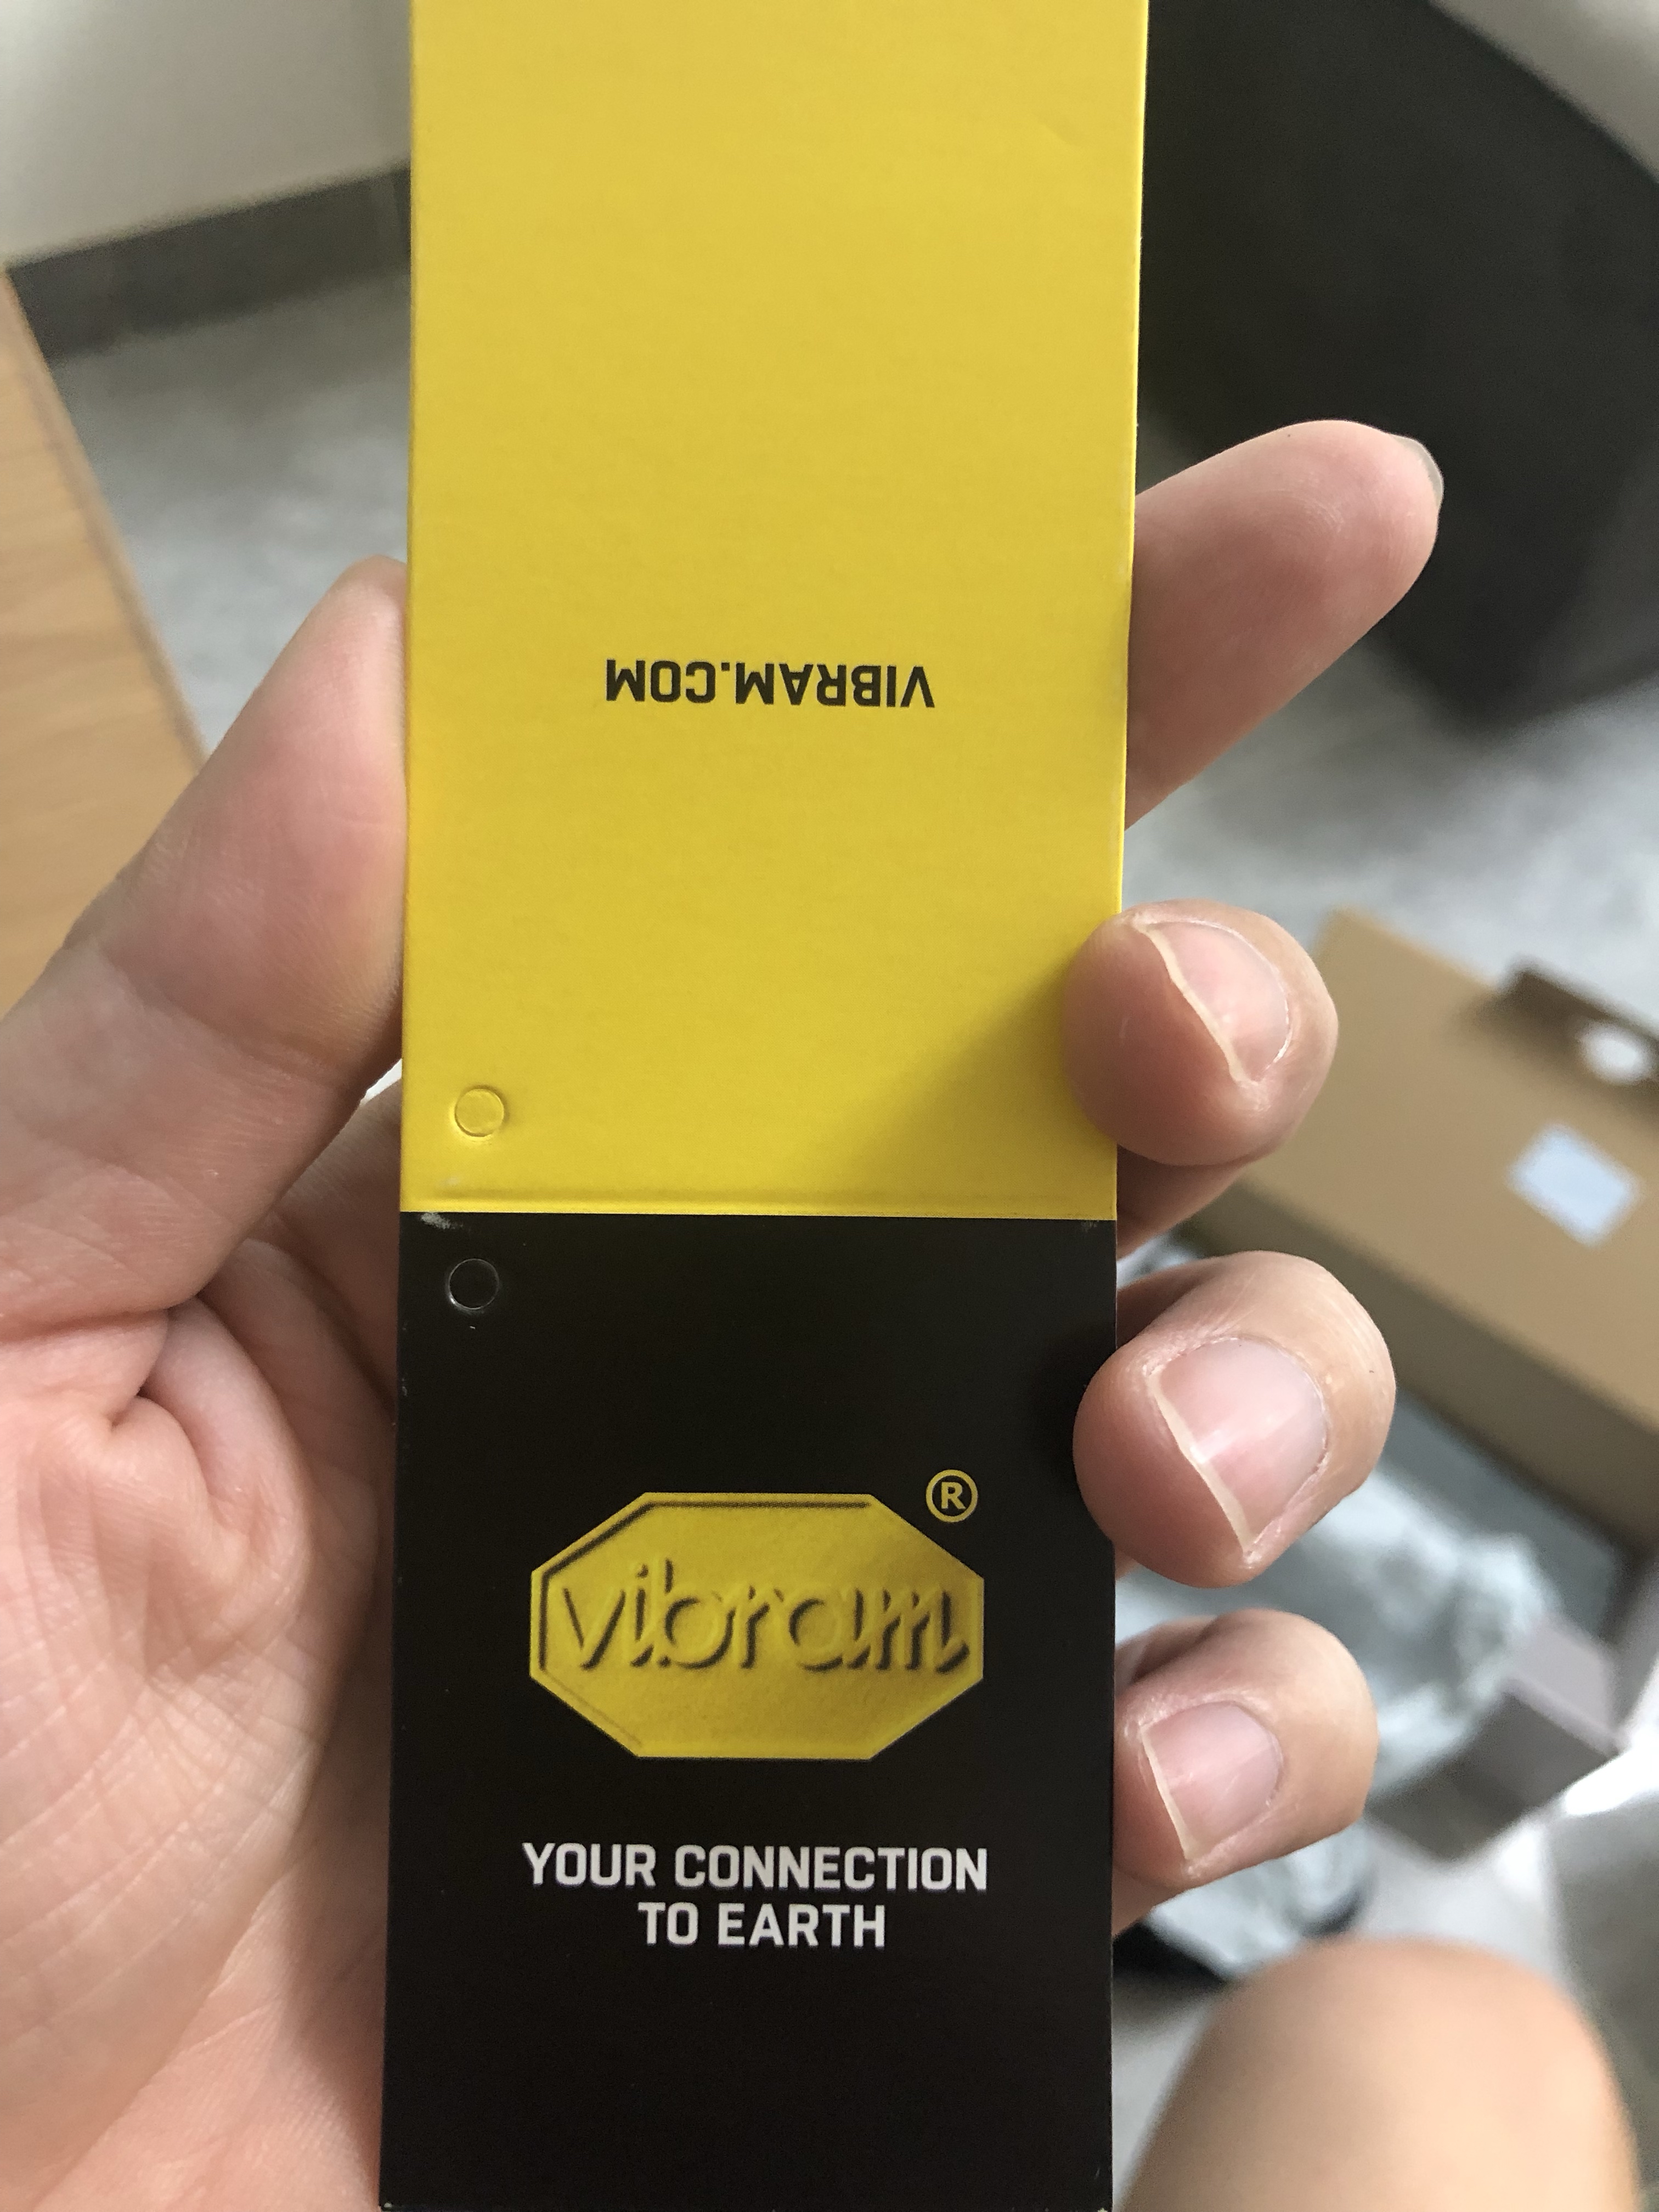 VIBRAM.COM
®
vibram
YOUR CONNECTION
TO EARTH